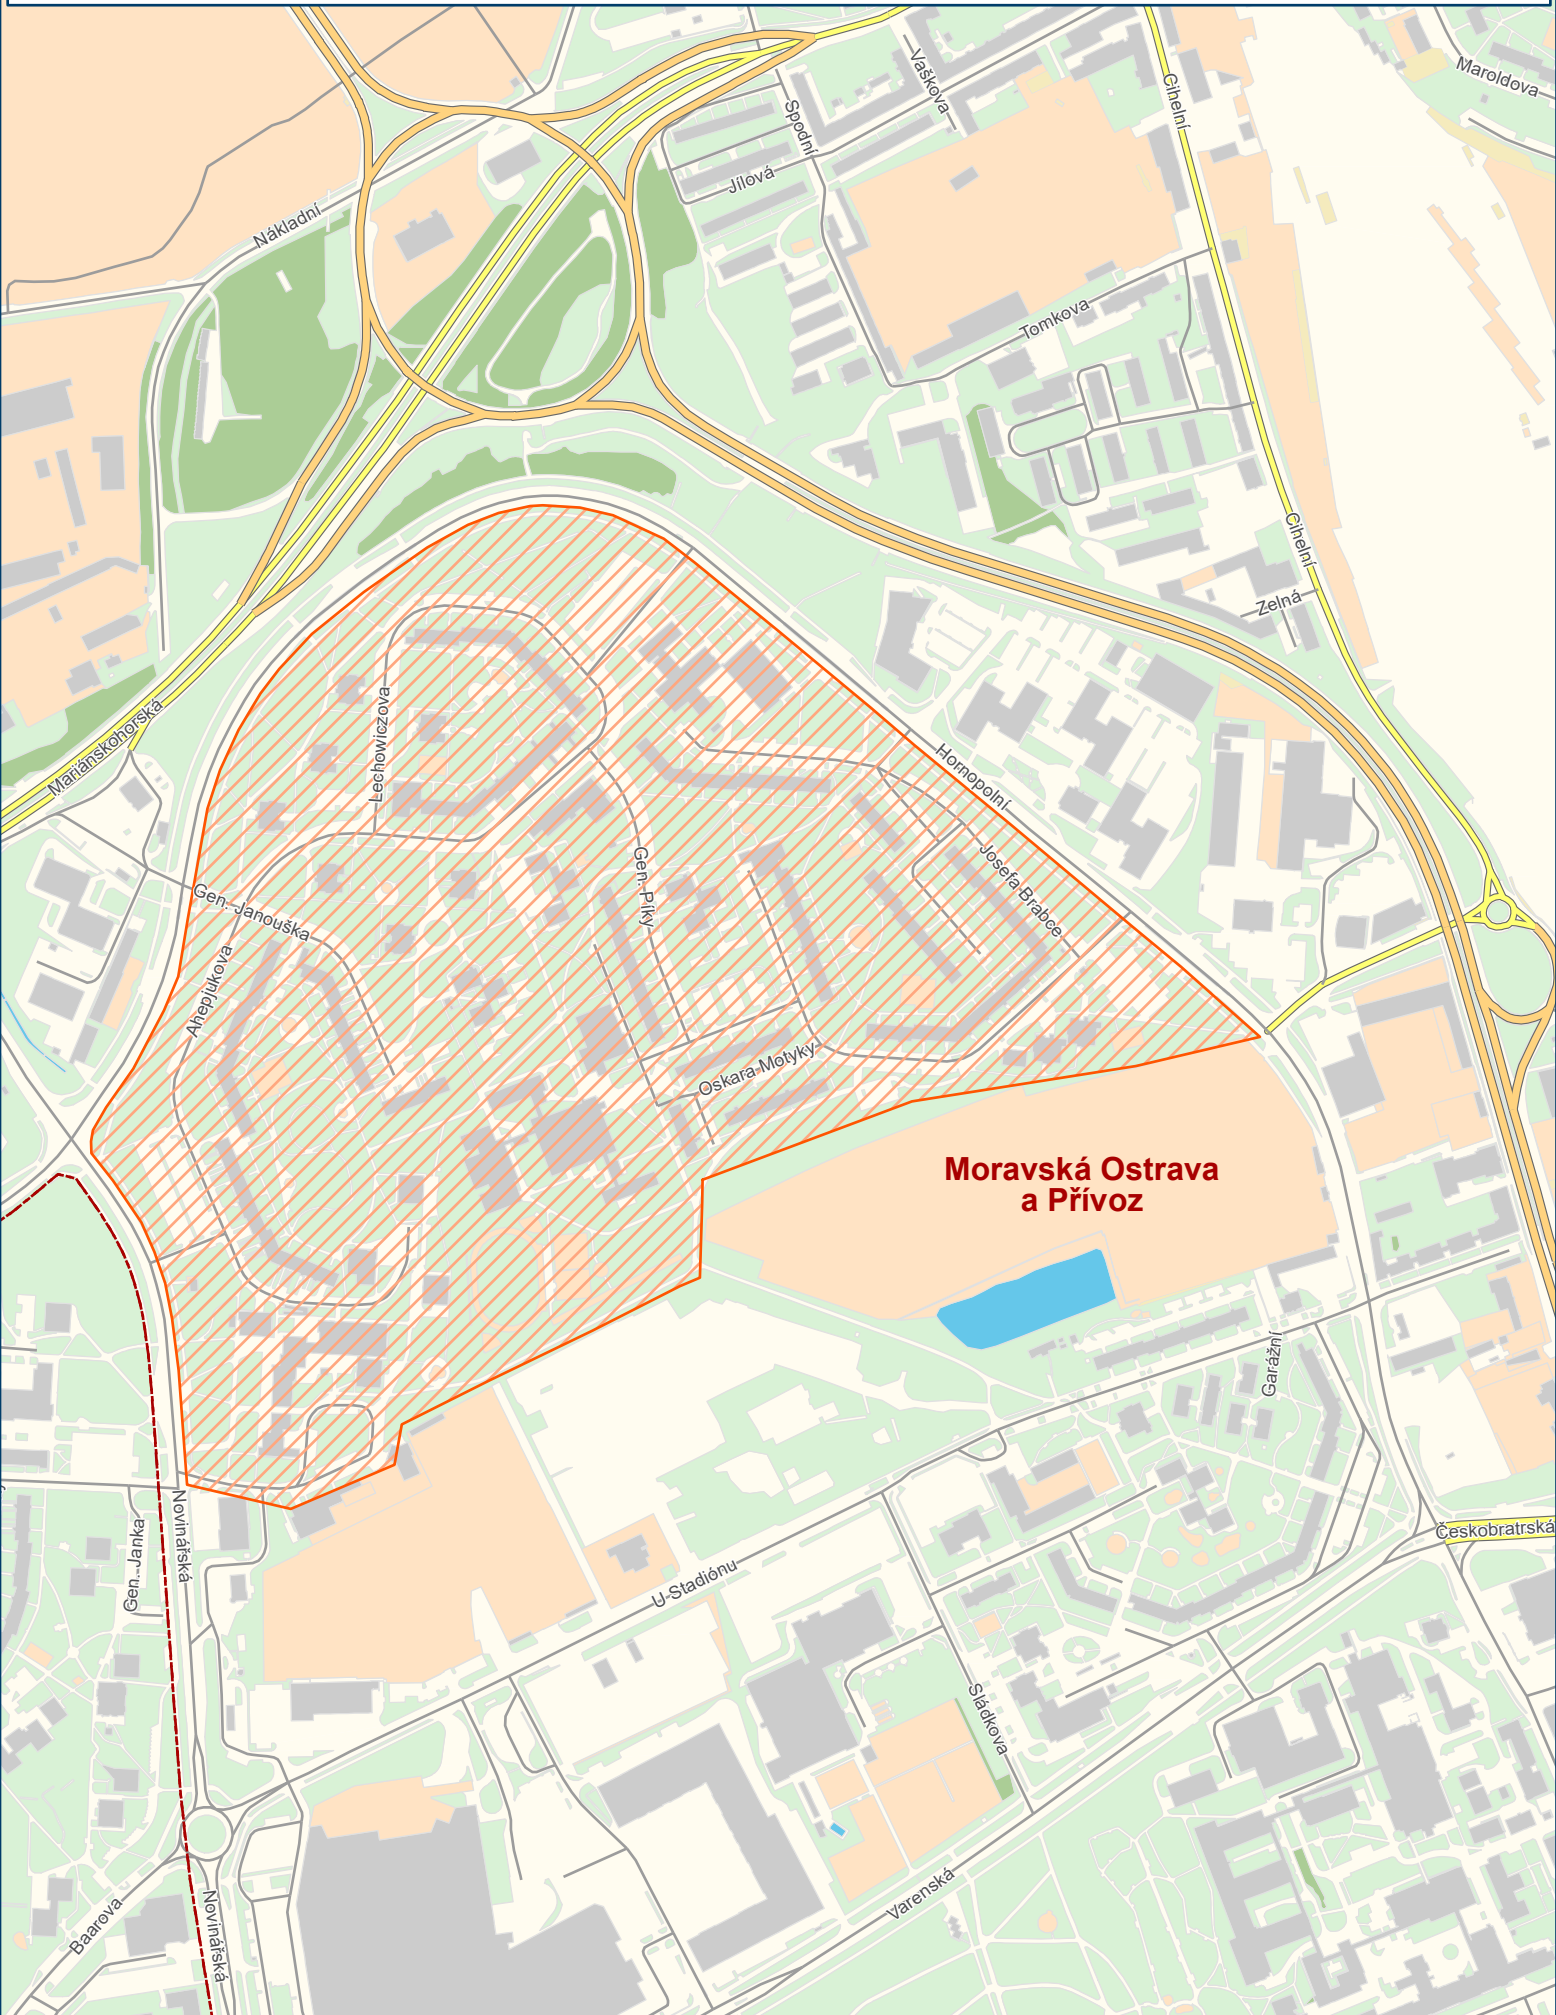 Maroldova
Vaškova
Cihelní
Spodní
Jílová
Nákladní
Tomkova
Cihelní
Zelná
Mariánskohorská
Lechowiczova
Hornopolní
Josefa Brabce
Gen. Píky
Gen. Janouška
Ahepjukova
Oskara Motyky
Moravská Ostrava
a Přívoz
Garážní
Českobratrská
Novinářská
Gen. Janka
U Stadiónu
Sládkova
Varenská
Baarova
Novinářská